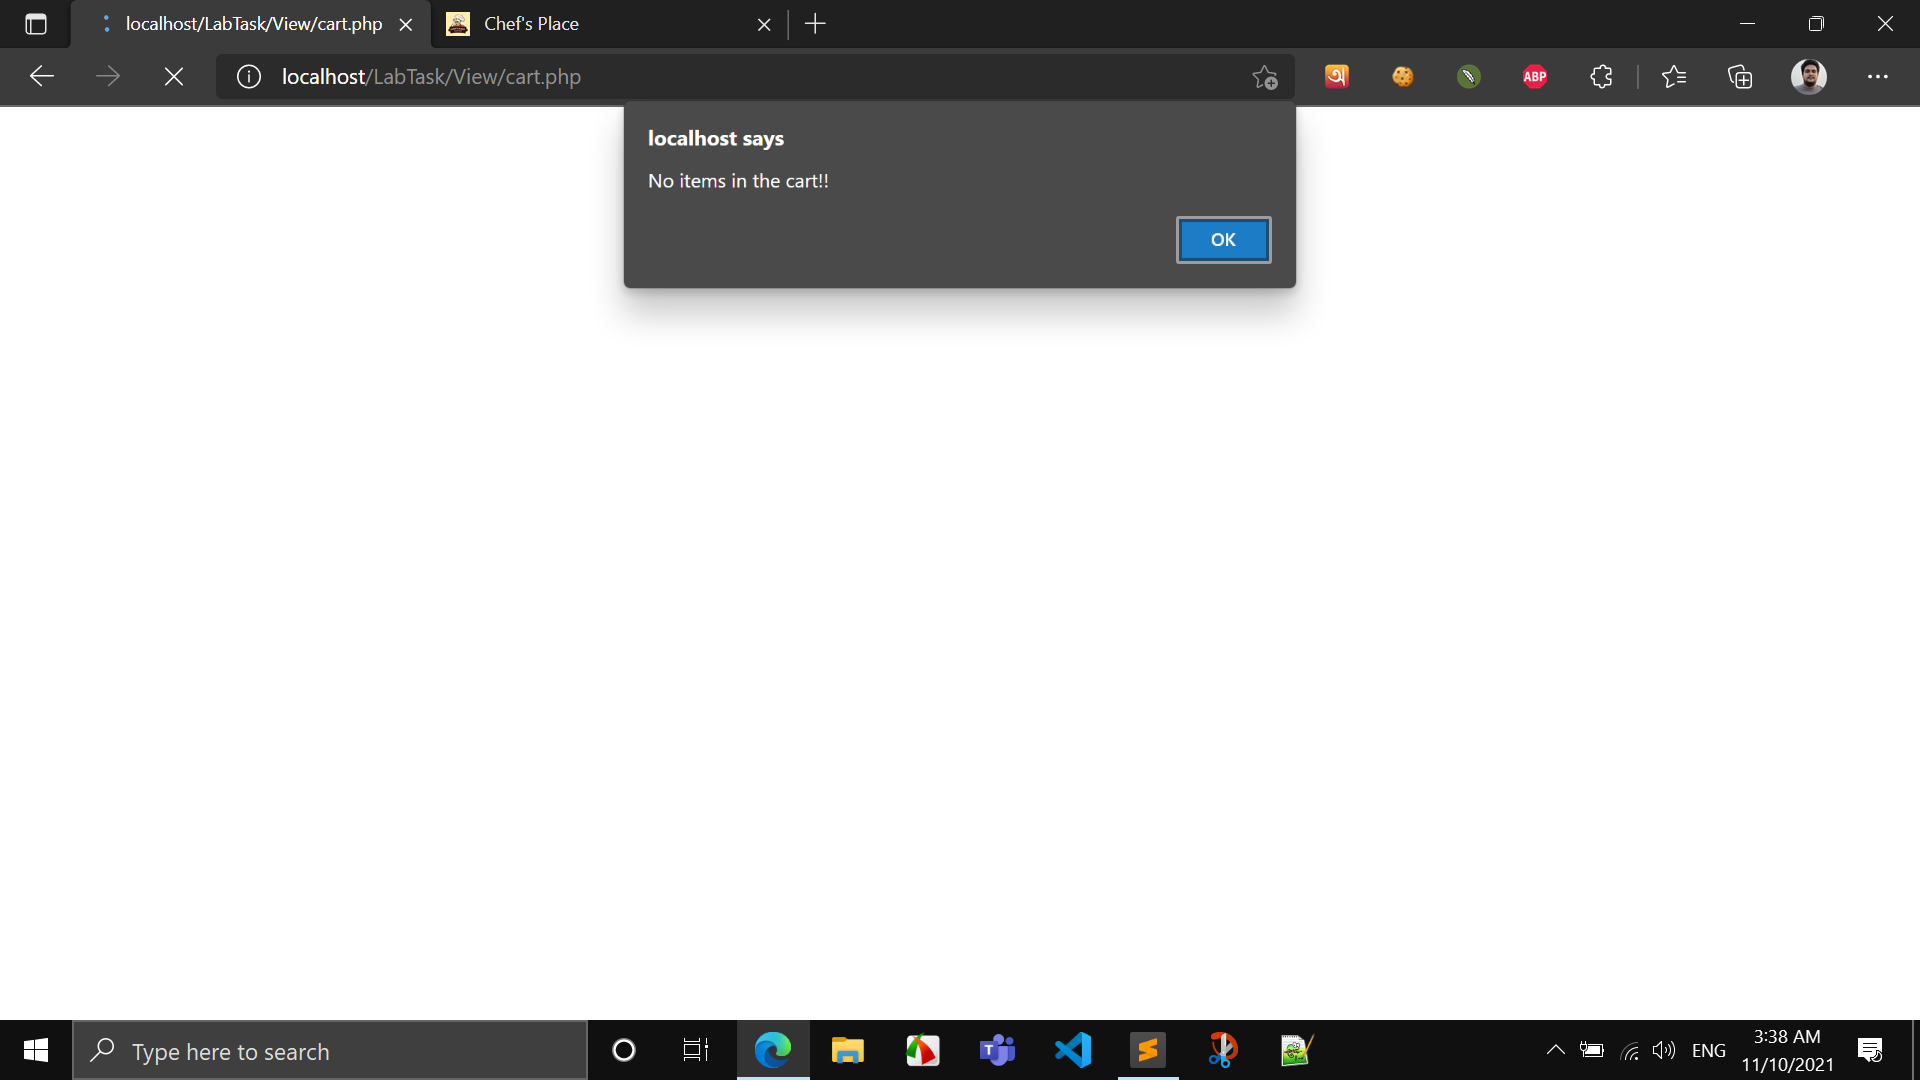 localhost/LabTask/View/cart.php
Chef's Place
localhost/LabTask/View/cart.php
অ
ABP
localhost says
No items in the cart!!
OK
Type here to search
T
ENG
3:38 AM
11/10/2021